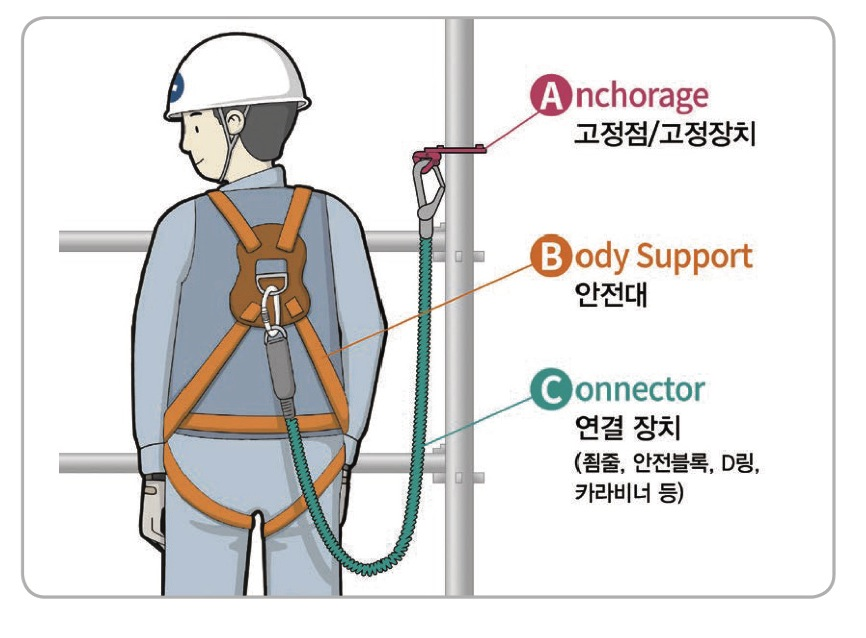 Anchorage
고정점/고정장치
Body Support
안전대
Connector
연결 장치
(죔줄, 안전블록, D링,
카라비너 등)